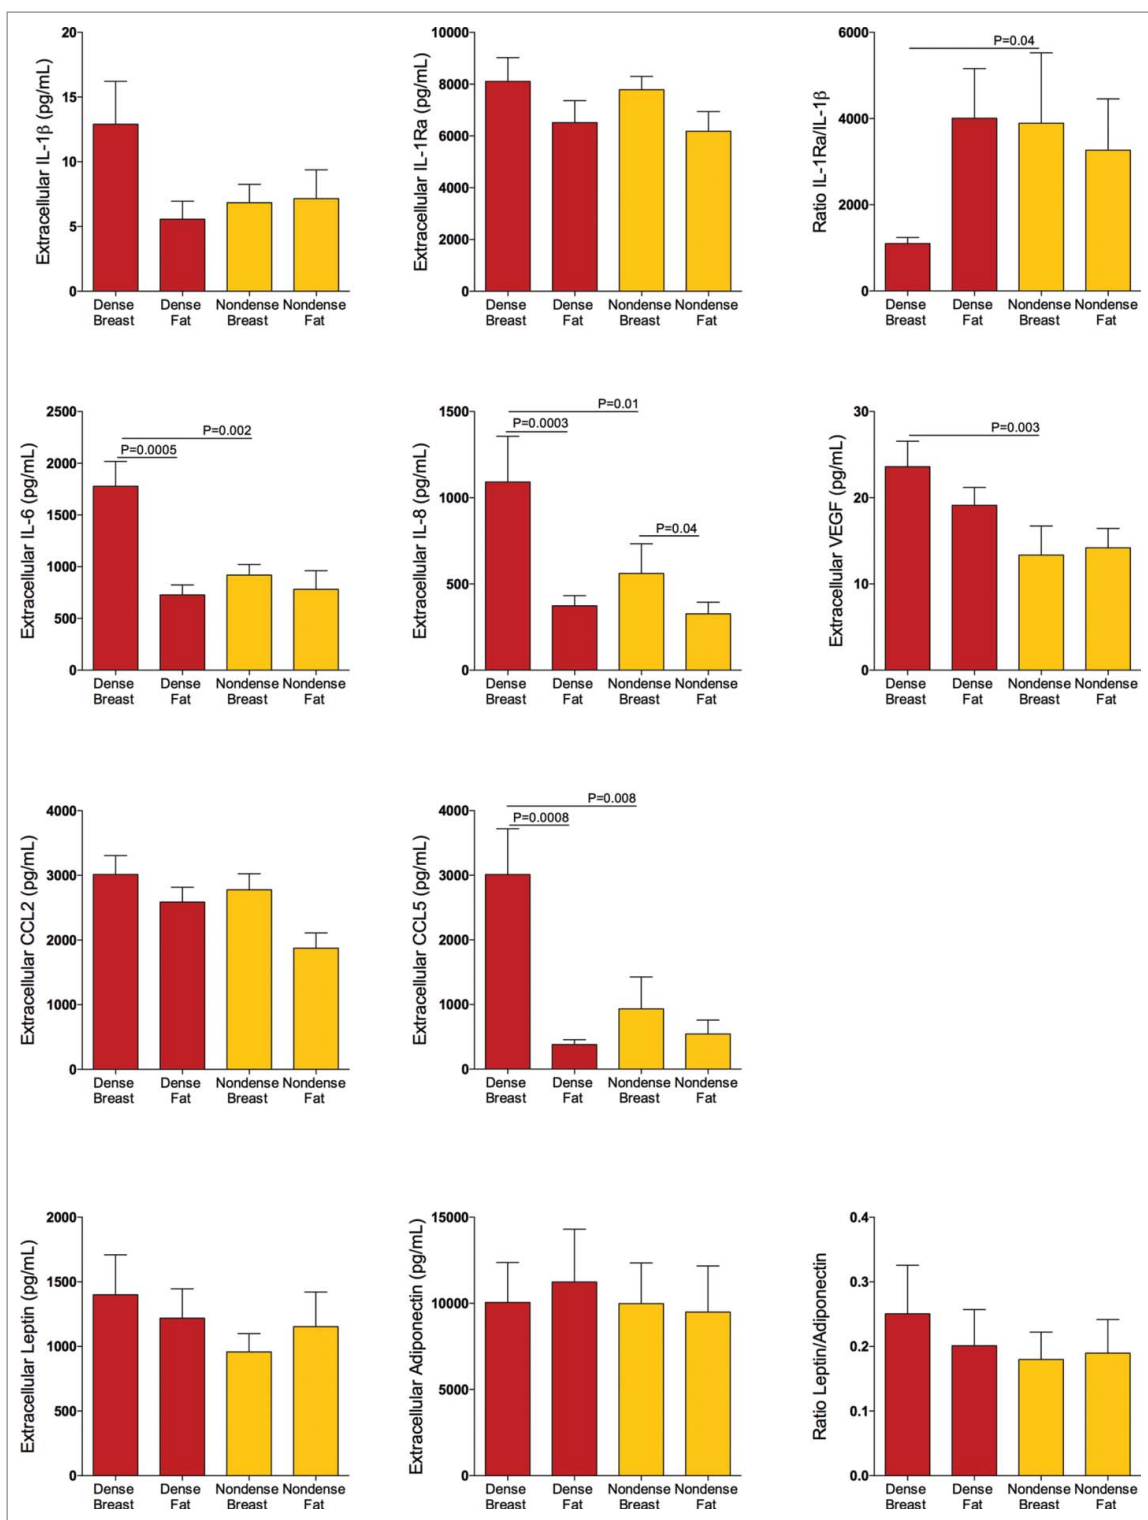 Extracellular IL-1β (pg/mL)
20
15
10
5
0
Dense Breast
Dense Fat
Nondense Breast
Nondense Fat
Extracellular IL-1Ra (pg/mL)
10000
8000
6000
4000
2000
0
Dense Breast
Dense Fat
Nondense Breast
Nondense Fat
Ratio IL-1Ra/IL-1β
6000
4000
2000
0
P=0.04
Dense Breast
Dense Fat
Nondense Breast
Nondense Fat
Extracellular IL-6 (pg/mL)
2500
2000
1500
1000
500
0
P=0.002
P=0.0005
Dense Breast
Dense Fat
Nondense Breast
Nondense Fat
Extracellular IL-8 (pg/mL)
1500
1000
500
0
P=0.01
P=0.0003
P=0.04
Dense Breast
Dense Fat
Nondense Breast
Nondense Fat
Extracellular VEGF (pg/mL)
30
20
10
0
P=0.003
Dense Breast
Dense Fat
Nondense Breast
Nondense Fat
Extracellular CCL2 (pg/mL)
4000
3000
2000
1000
0
Dense Breast
Dense Fat
Nondense Breast
Nondense Fat
Extracellular CCL5 (pg/mL)
4000
3000
2000
1000
0
P=0.008
P=0.0008
Dense Breast
Dense Fat
Nondense Breast
Nondense Fat
Extracellular Leptin (pg/mL)
2000
1500
1000
500
0
Dense Breast
Dense Fat
Nondense Breast
Nondense Fat
Extracellular Adiponectin (pg/mL)
15000
10000
5000
0
Dense Breast
Dense Fat
Nondense Breast
Nondense Fat
Ratio Leptin/Adiponectin
0.4
0.3
0.2
0.1
0.0
Dense Breast
Dense Fat
Nondense Breast
Nondense Fat